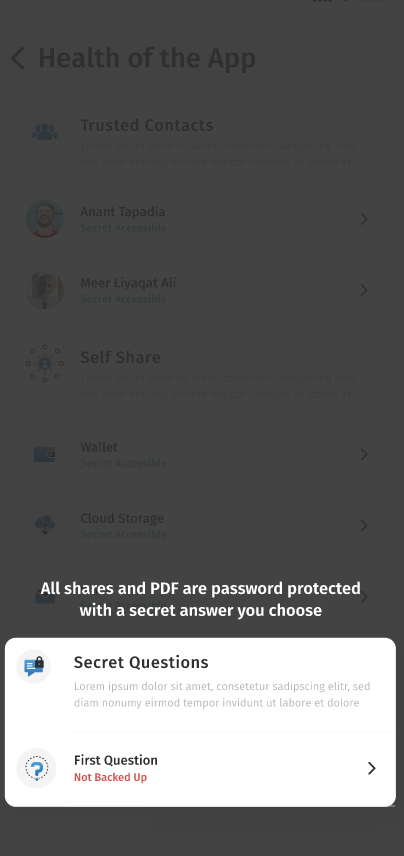 Health of the App
Trusted Contacts
Lorem ipsum dolor sit amet, consetetur sadipscing elitr,
sed diam nonumy eirmod tempor invidunt ut labore et
Anant Tapadia
Secret Accessible
Meer Liyaqat Ali
Secret Accessible
Self Share
Lorem ipsum dolor sit amet, consetetur sadipscing elitr,
sed diam nonumy eirmod tempor invidunt ut labore et
Wallet
Secret Accessible
Cloud Storage
Secret Accessible
All shares and PDF are password protected
with a secret answer you choose
Secret Questions
Lorem ipsum dolor sit amet, consetetur sadipscing elitr, sed
diam nonumy eirmod tempor invidunt ut labore et dolore
First Question
Not Backed Up